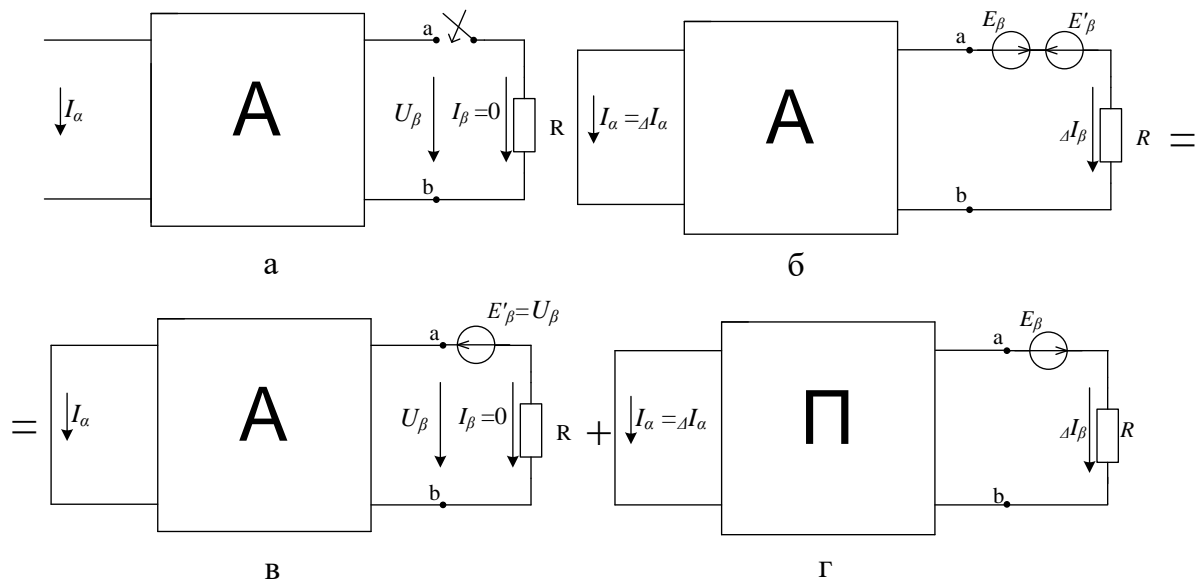 I_α
A
a
b
U_β
I_β=0
R
а
I_α =ΔI_α
A
a
b
E_β
E'_β
ΔI_β
R
=
б
=
I_α
A
a
b
E'_β=U_β
U_β
I_β=0
R
в
+
I_α =ΔI_α
П
a
b
E_β
ΔI_β
R
г